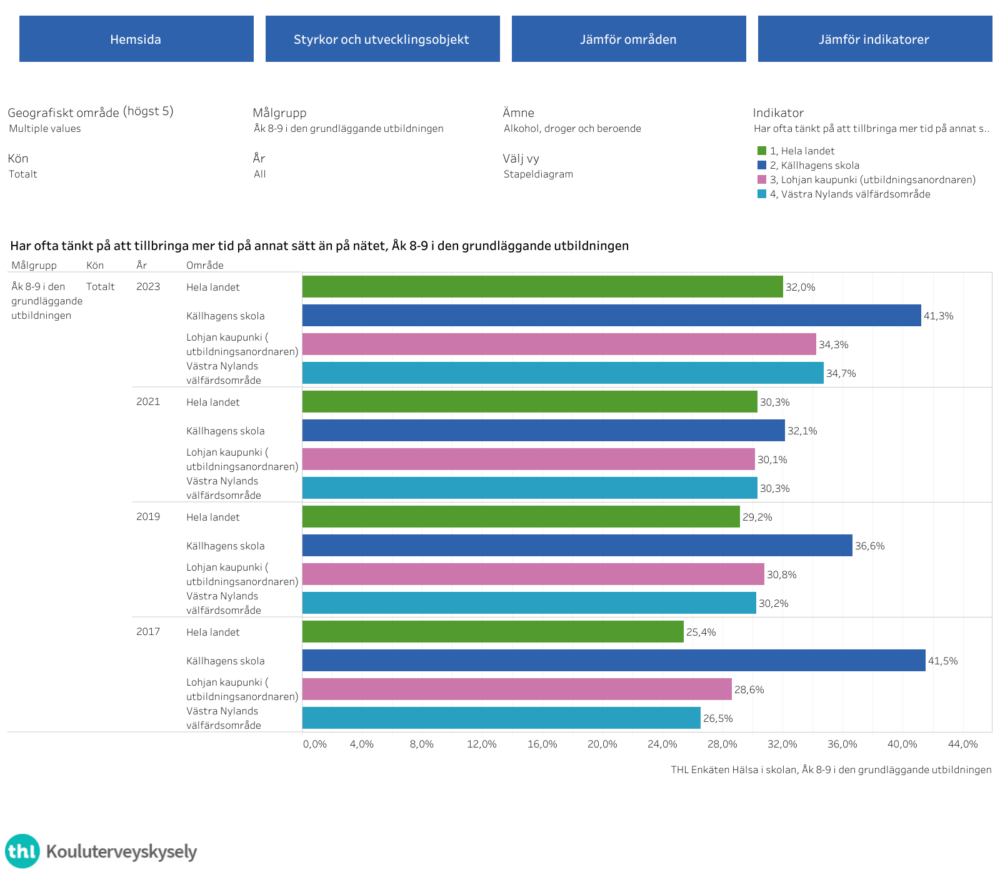 Hemsida
Styrkor och utvecklingsobjekt
Jämför områden
Jämför indikatorer
Geografiskt område (högst 5)
Multiple values
Målgrupp
Åk 8-9 i den grundläggande utbildningen
Ämne
Alkohol, droger och beroende
Indikator
Har ofta tänkt på att tillbringa mer tid på annat s..
Kön
Totalt
År
All
Välj vy
Stapeldiagram
1, Hela landet
2, Källhagens skola
3, Lohjan kaupunki (utbildningsanordnaren)
4, Västra Nylands välfärdsområde
Har ofta tänkt på att tillbringa mer tid på annat sätt än på nätet, Åk 8-9 i den grundläggande utbildningen
Målgrupp Kön År Område
Åk 8-9 i den
grundläggande
utbildningen
Totalt
2023
Hela landet
32,0%
Källhagens skola
41,3%
Lohjan kaupunki (
utbildningsanordnaren)
34,3%
Västra Nylands
välfärdsområde
34,7%
2021
Hela landet
30,3%
Källhagens skola
32,1%
Lohjan kaupunki (
utbildningsanordnaren)
30,1%
Västra Nylands
välfärdsområde
30,3%
2019
Hela landet
29,2%
Källhagens skola
36,6%
Lohjan kaupunki (
utbildningsanordnaren)
30,8%
Västra Nylands
välfärdsområde
30,2%
2017
Hela landet
25,4%
Källhagens skola
41,5%
Lohjan kaupunki (
utbildningsanordnaren)
28,6%
Västra Nylands
välfärdsområde
26,5%
0,0% 4,0% 8,0% 12,0% 16,0% 20,0% 24,0% 28,0% 32,0% 36,0% 40,0% 44,0%
THL Enkäten Hälsa i skolan, Åk 8-9 i den grundläggande utbildningen
thl Kouluterveyskysely